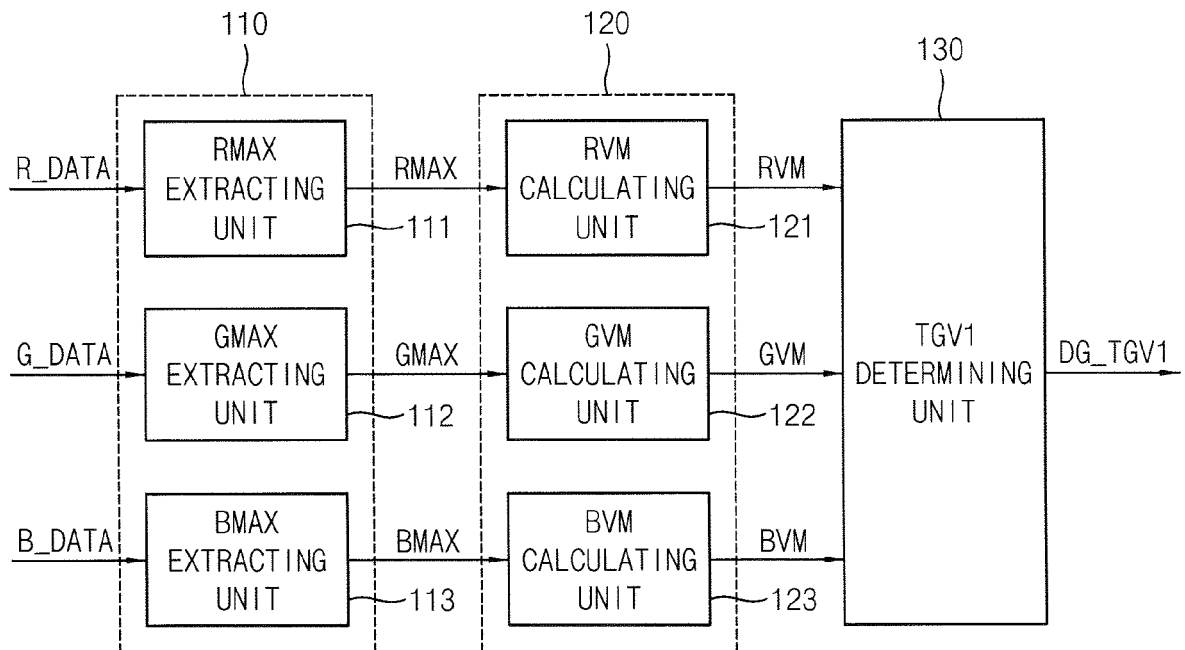 110
120
130
R_DATA
RMAX
EXTRACTING
UNIT
111
RMAX
RVM
CALCULATING
UNIT
121
RVM
G_DATA
GMAX
EXTRACTING
UNIT
112
GMAX
GVM
CALCULATING
UNIT
122
GVM
TGV1
DETERMINING
UNIT
DG_TGV1
B_DATA
BMAX
EXTRACTING
UNIT
113
BMAX
BVM
CALCULATING
UNIT
123
BVM